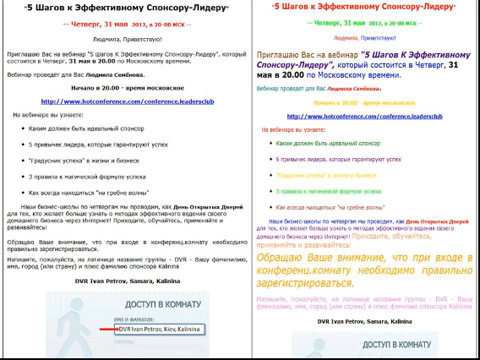 ·5 Шагов к Эффективному Спонсору-Лидеру·
-- Четверг, 31 мая 2012, в 20-00 МСК --
Людмила, Приветствую!
Приглашаю Вас на вебинар "5 Шагов К Эффективному Спонсору-Лидеру", который
состоится в Четверг, 31 мая в 20.00 по Московскому времени.
Вебинар проведёт для Вас Людмила Семёнова.
Начало в 20.00 - время московское
http://www.hotconference.com/conference,leadersclub
На вебинаре вы узнаете:
• Каким должен быть идеальный спонсор
• 5 привычек лидера, которые гарантируют успех
• "Градусник успеха" в жизни и бизнесе
• 3 правила к магической формуле успеха
• Как всегда находиться "на гребне волны"
Наши бизнес-школы по четвергам мы проводим, как День Открытых Дверей
для тех, кто желает больше узнать о методах эффективного ведения своего
домашнего бизнеса через Интернет! Приходите, обучайтесь, применяйте и
развивайтесь!
Обращаю Ваше внимание, что при входе в конференц,комнату необходимо
правильно зарегистрироваться.
Напишите, пожалуйста, на латинице название группы - DVR - Вашу фамилию,
имя, город (или страну) и плюс фамилию спонсора Kalinina
DVR Ivan Petrov, Samara, Kalinina
ДОСТУП В КОМНАТУ
ИМЯ И ФАМИЛИЯ:
DVR Ivan Petrov, Kiev, Kalinina
·5 Шагов к Эффективному Спонсору-Лидеру·
-- Четверг, 31 мая 2012, в 20-00 МСК --
Людмила, Приветствую!
Приглашаю Вас на вебинар "5 Шагов К Эффективному
Спонсору-Лидеру", который состоится в Четверг, 31
мая в 20.00 по Московскому времени.
Вебинар проведёт для Вас Людмила Семёнова.
Начало в 20.00 - время московское
http://www.hotconference.com/conference,leadersclub
На вебинаре вы узнаете:
• Каким должен быть идеальный спонсор
• 5 привычек лидера, которые гарантируют успех
• "Градусник успеха" в жизни и бизнесе
• 3 правила к магической формуле успеха
• Как всегда находиться "на гребне волны"
Наши бизнес-школы по четвергам мы проводим, как День Открытых Дверей
для тех, кто желает больше узнать о методах эффективного ведения своего домашнего
бизнеса через Интернет! Приходите, обучайтесь,
применяйте и развивайтесь!
Обращаю Ваше внимание, что при входе в
конференц,комнату необходимо правильно
зарегистрироваться.
Напишите, пожалуйста, на латинице название группы - DVR - Вашу
фамилию, имя, город (или страну) и плюс фамилию спонсора Kalinina
DVR Ivan Petrov, Samara, Kalinina
ДОСТУП В КОМНАТУ